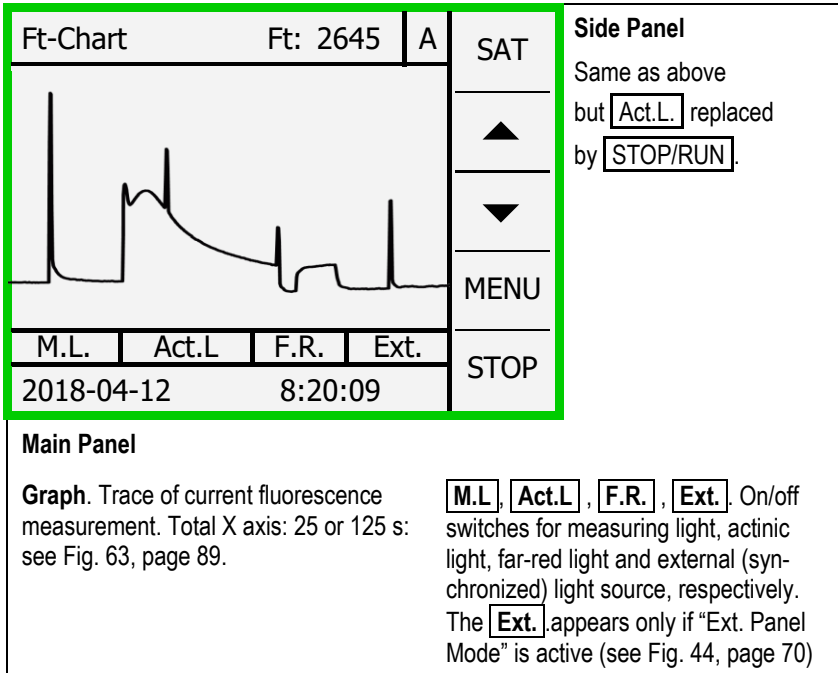 Ft-Chart Ft: 2645 A
SAT
MENU
STOP
M.L. Act.L F.R. Ext.
2018-04-12 8:20:09
Side Panel
Same as above
but Act.L. replaced
by STOP/RUN.
Main Panel
Graph. Trace of current fluorescence
measurement. Total X axis: 25 or 125 s:
see Fig. 63, page 89.
M.L, Act.L , F.R. , Ext. . On/off
switches for measuring light, actinic
light, far-red light and external (syn-
chronized) light source, respectively.
The Ext. .appears only if “Ext. Panel
Mode” is active (see Fig. 44, page 70)